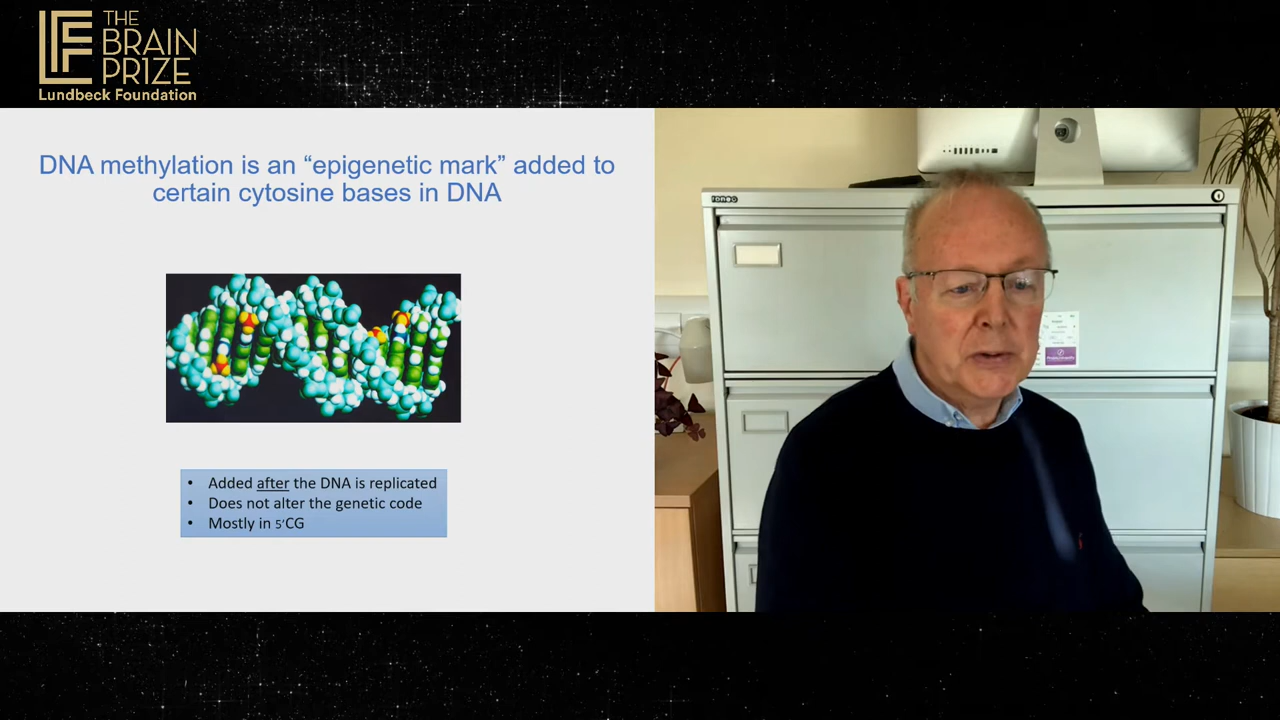 THE
BRAIN
PRIZE
Lundbeck Foundation
DNA methylation is an “epigenetic mark” added to
certain cytosine bases in DNA
• Added after the DNA is replicated
• Does not alter the genetic code
• Mostly in 5′CG